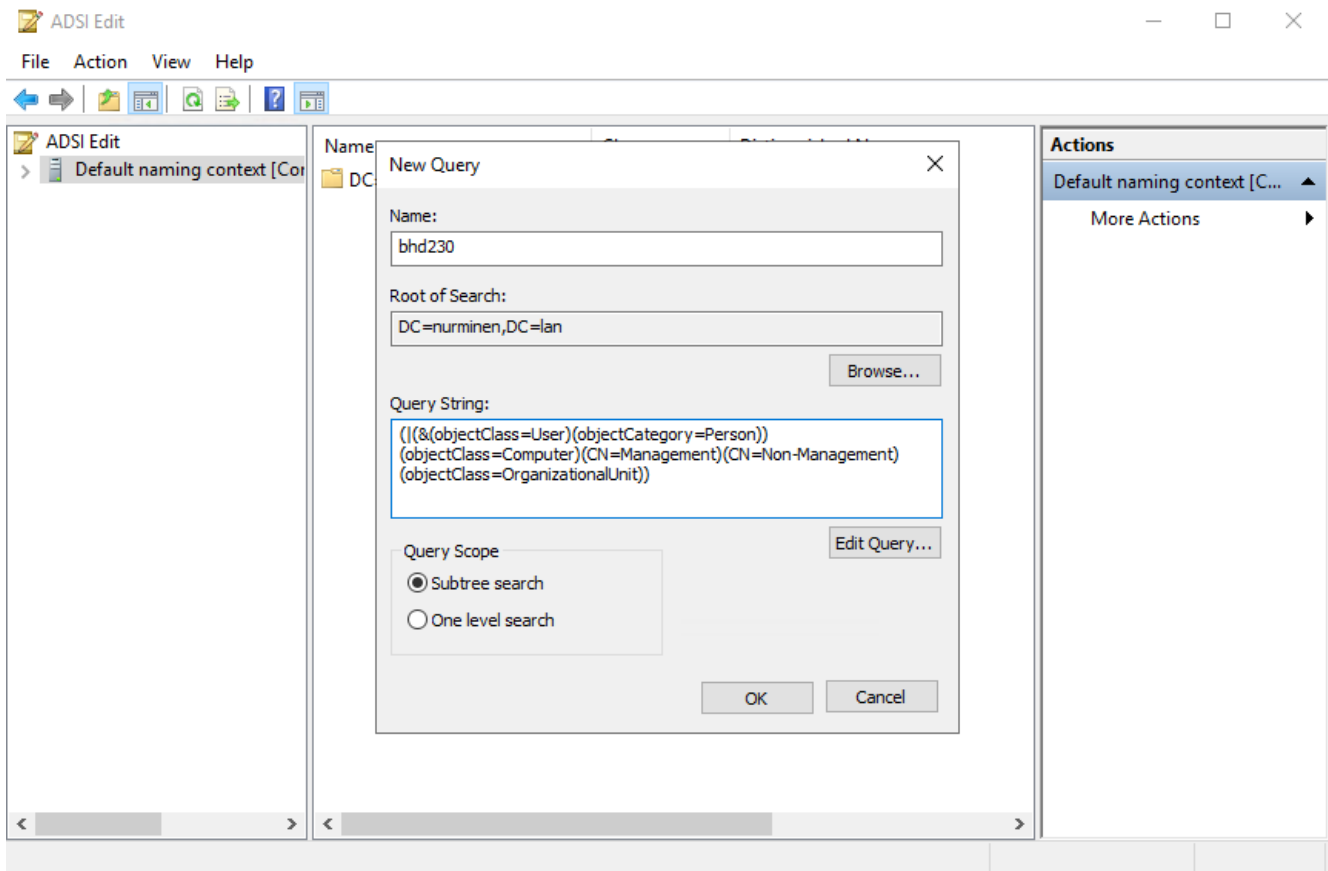 ADSI Edit
File Action View Help
ADSI Edit
Default naming context [Cor
Name
DC
New Query
Name:
bhd230
Root of Search:
DC=nurminen,DC=lan
Browse...
Query String:
(|(&(objectClass=User)(objectCategory=Person))
(objectClass=Computer)(CN=Management)(CN=Non-Management)
(objectClass=OrganizationalUnit))
Edit Query...
Query Scope
Subtree search
One level search
OK Cancel
Actions
Default naming context [C...
More Actions